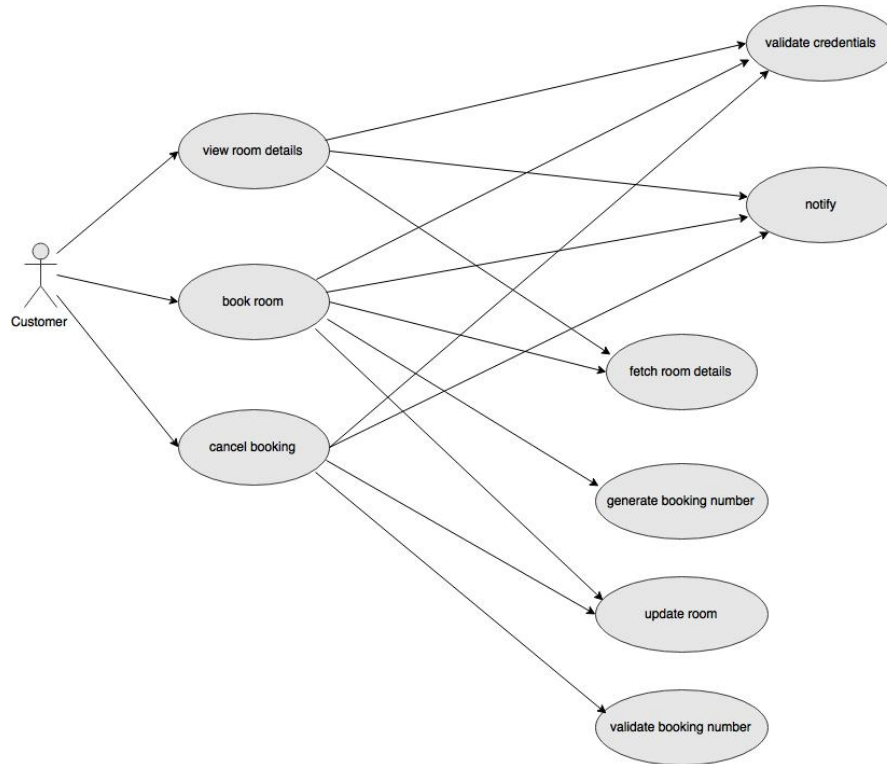 validate credentials
view room details
notify
book room
Customer
fetch room details
cancel booking
generate booking number
update room
validate booking number